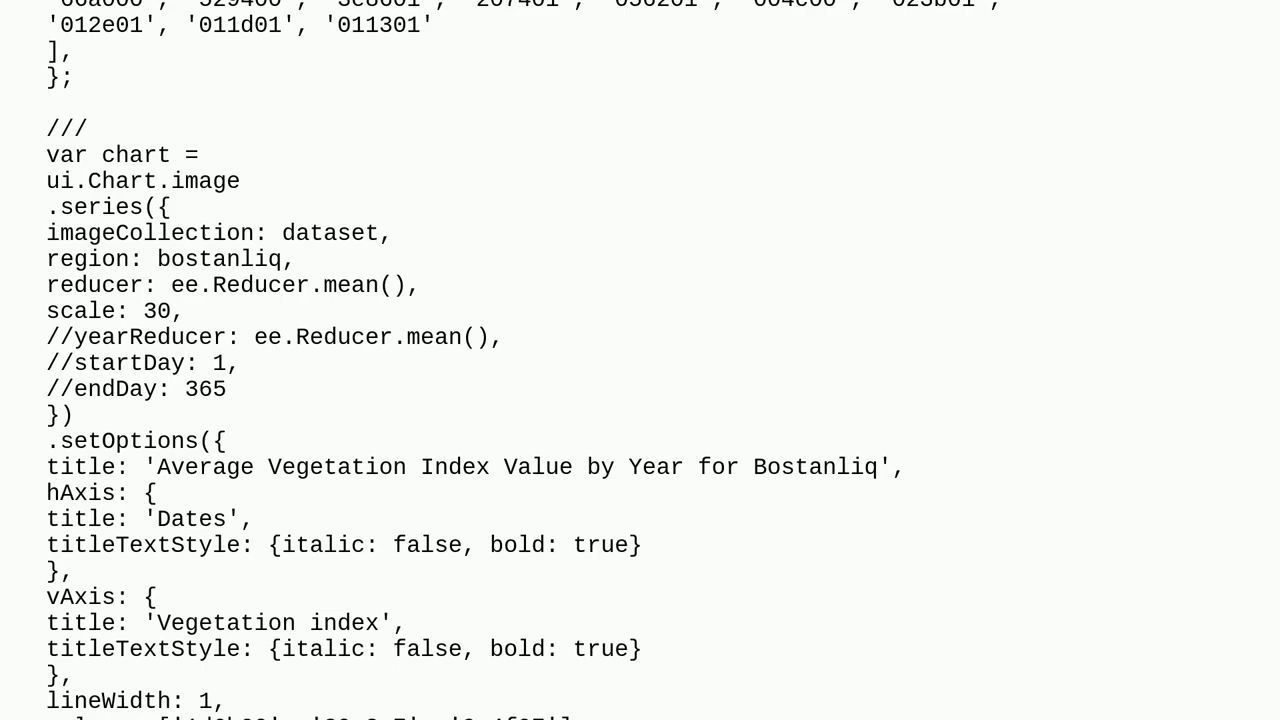 '012e01', '011d01', '011301'
],
};
///
var chart =
ui.Chart.image
.series({
imageCollection: dataset,
region: bostanliq,
reducer: ee.Reducer.mean(),
scale: 30,
//yearReducer: ee.Reducer.mean(),
//startDay: 1,
//endDay: 365
})
.setOptions({
title: 'Average Vegetation Index Value by Year for Bostanliq',
hAxis: {
title: 'Dates',
titleTextStyle: {italic: false, bold: true}
},
vAxis: {
title: 'Vegetation index',
titleTextStyle: {italic: false, bold: true}
},
lineWidth: 1,